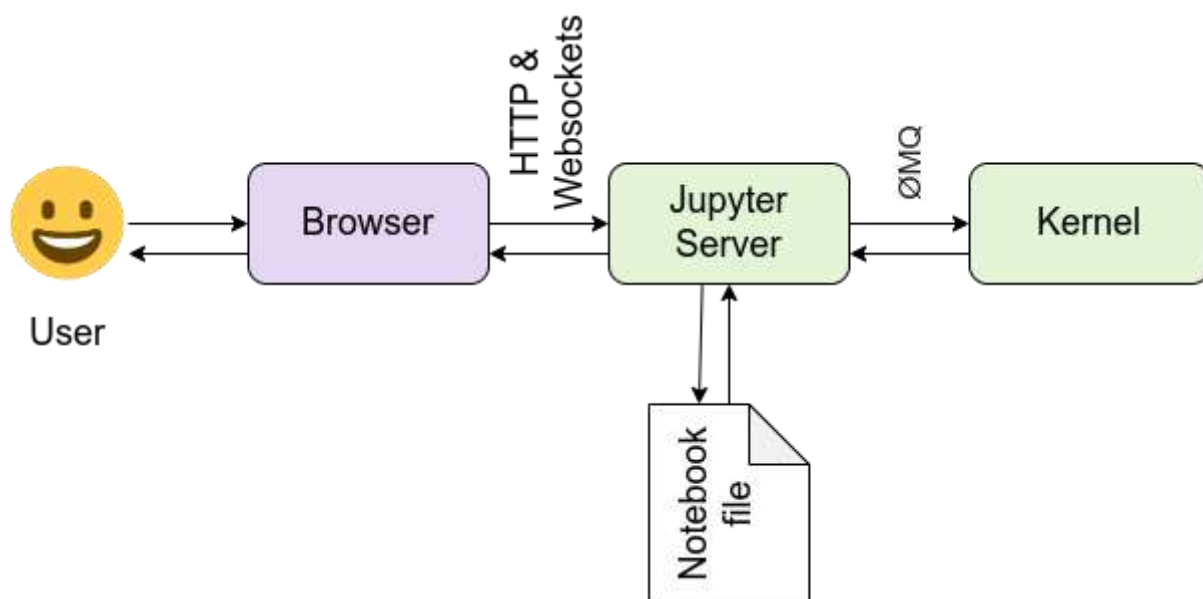 User
Browser
HTTP &
Websockets
Jupyter
Server
ØMQ
Kernel
Notebook
file